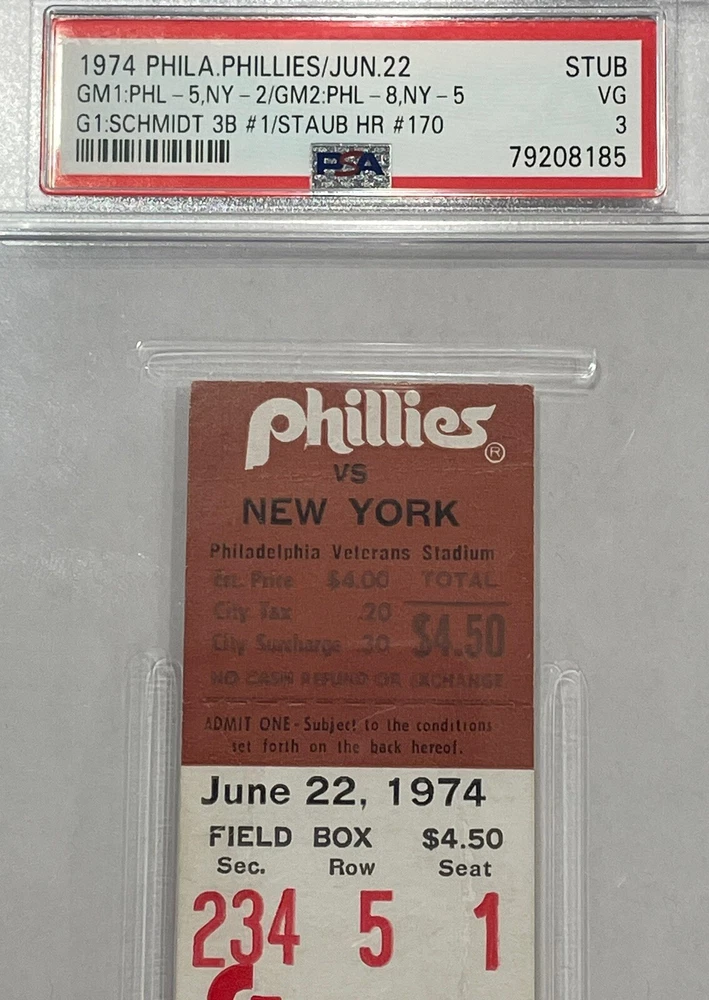 1974 PHILA.PHILLIES/JUN.22 STUB
GM1:PHL-5,NY-2/GM2:PHL-8,NY-5 VG
G1:SCHMIDT 3B #1/STAUB HR #170 3
PSA 79208185
Phillies®
VS
NEW YORK
Philadelphia Veterans Stadium
Est. Price $4.00 TOTAL
City Tax .20
City Surcharge .30 $4.50
NO CASH REFUND OR EXCHANGE
ADMIT ONE - Subject to the conditions
set forth on the back hereof.
June 22, 1974
FIELD BOX $4.50
Sec. Row Seat
234 5 1